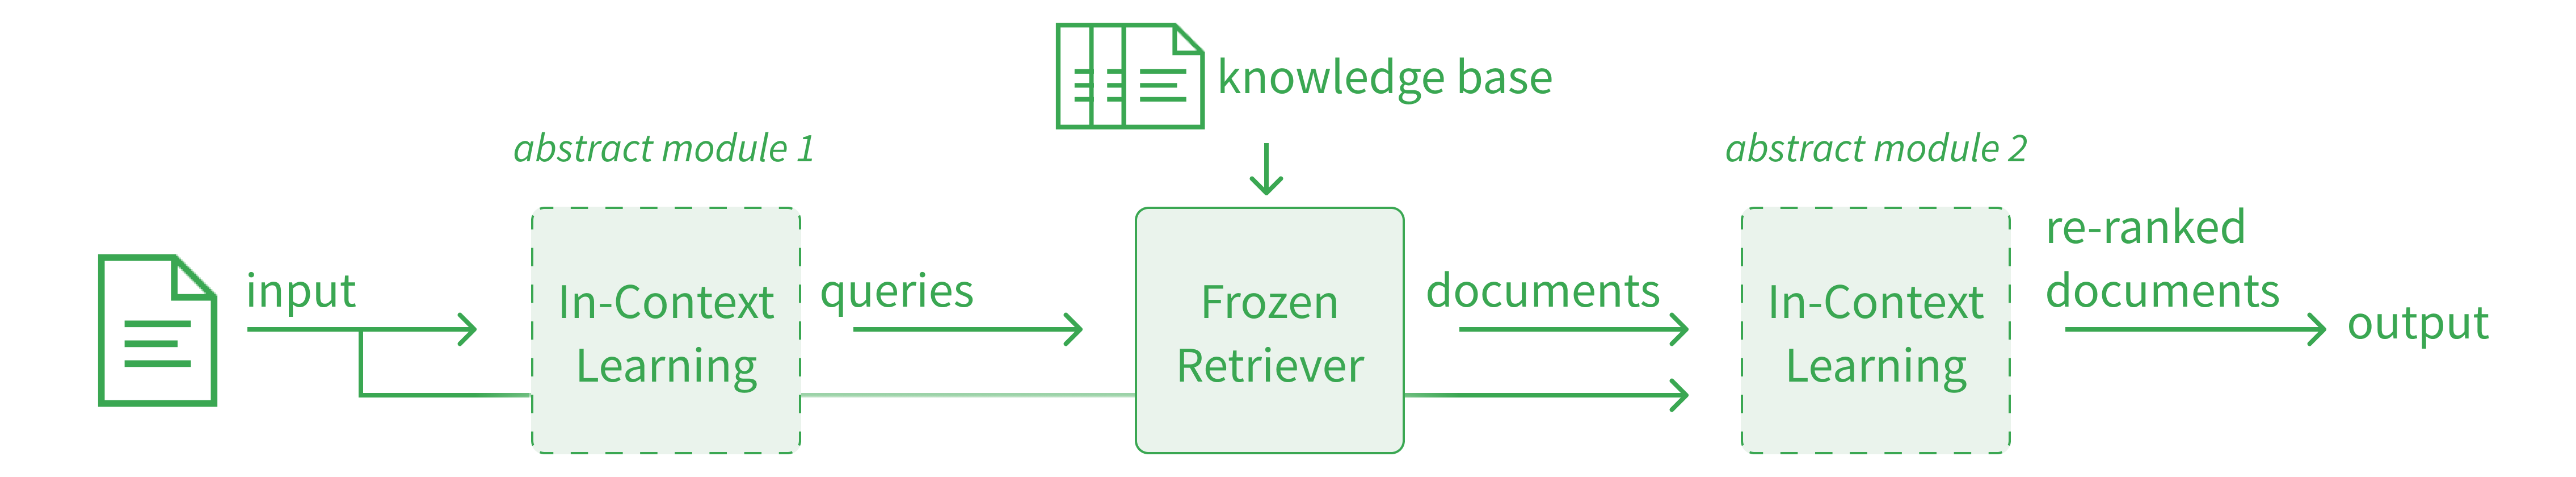 knowledge base
abstract module 1
abstract module 2
input
In-Context
Learning
queries
Frozen
Retriever
documents
In-Context
Learning
re-ranked
documents
output